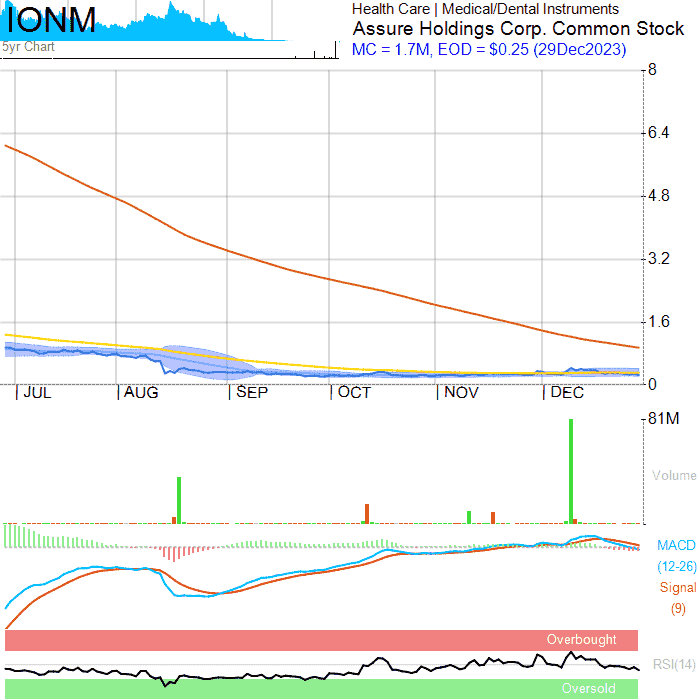 IONM
5yr Chart
Health Care | Medical/Dental Instruments
Assure Holdings Corp. Common Stock
MC = 1.7M, EOD = $0.25 (29Dec2023)
8
6.4
4.8
3.2
1.6
0
JUL AUG SEP OCT NOV DEC
81M
Volume
MACD
(12-26)
Signal
(9)
Overbought
RSI(14)
Oversold